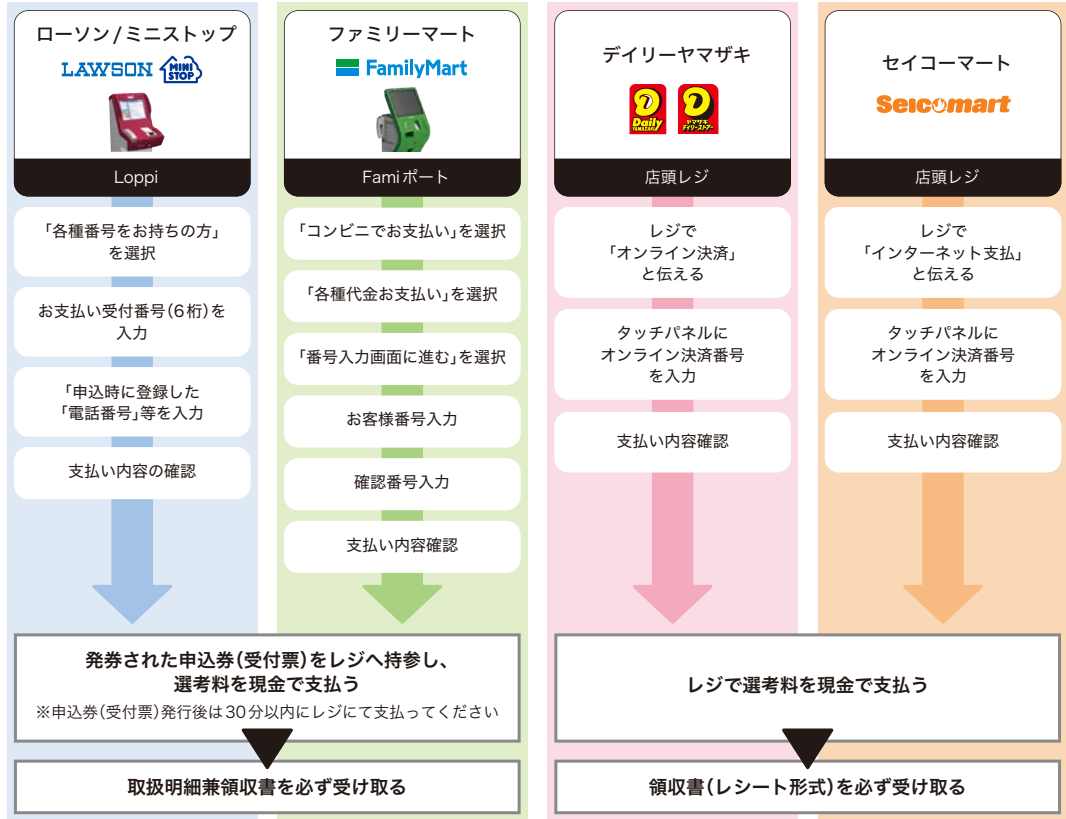 ローソン/ミニストップ
LAWSON MINI STOP
Loppi
「各種番号をお持ちの方」
を選択
お支払い受付番号(6桁)を
入力
「申込時に登録した
「電話番号」等を入力
支払い内容の確認
ファミリーマート
FamilyMart
Famiポート
「コンビニでお支払い」を選択
「各種代金お支払い」を選択
「番号入力画面に進む」を選択
お客様番号入力
確認番号入力
支払い内容確認
デイリーヤマザキ
Daily YAMAZAKI
ヤマザキ デイリーストアー
店頭レジ
レジで
「オンライン決済」
と伝える
タッチパネルに
オンライン決済番号
を入力
支払い内容確認
セイコーマート
Seicomart
店頭レジ
レジで
「インターネット支払」
と伝える
タッチパネルに
オンライン決済番号
を入力
支払い内容確認
発券された申込券(受付票)をレジへ持参し、
選考料を現金で支払う
※申込券(受付票)発行後は30分以内にレジにて支払ってください
取扱明細兼領収書を必ず受け取る
レジで選考料を現金で支払う
領収書(レシート形式)を必ず受け取る